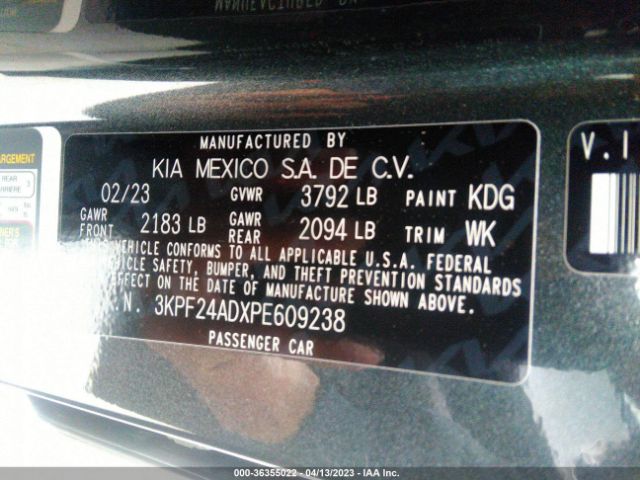 MANUFACTURED BY
KIA MEXICO S.A. DE C.V.
02/23 GVWR 3792 LB PAINT KDG
GAWR FRONT 2183 LB GAWR REAR 2094 LB TRIM WK
VEHICLE CONFORMS TO ALL APPLICABLE U.S.A. FEDERAL
VEHICLE SAFETY, BUMPER, AND THEFT PREVENTION STANDARDS
EFFECT ON THE DATE OF MANUFACTURE SHOWN ABOVE.
N. 3KPF24ADXPE609238
PASSENGER CAR
V.I
000-36355022 - 04/13/2023 - IAA Inc.